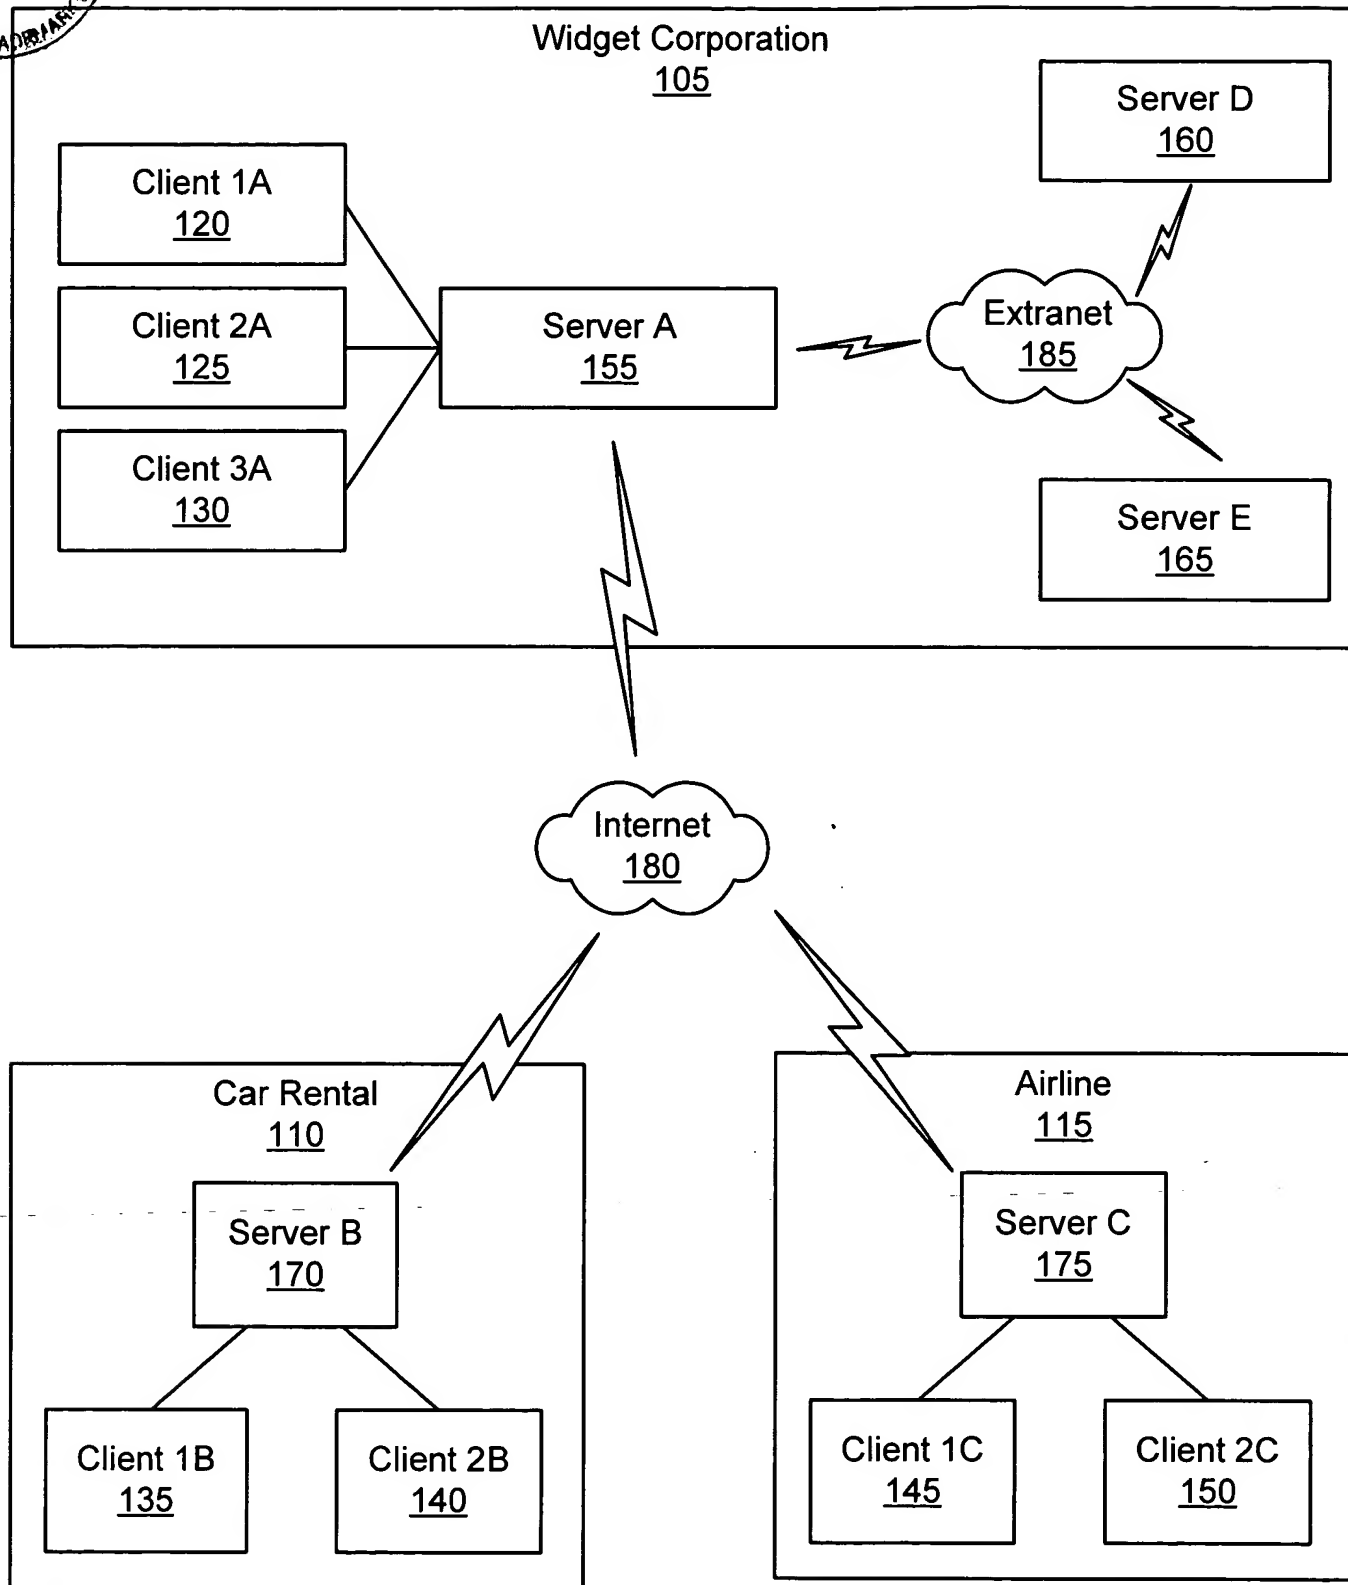 Widget Corporation
105
Server D
160
Client 1A
120
Client 2A
125
Client 3A
130
Server A
155
Extranet
185
Server E
165
Internet
180
Car Rental
110
Server B
170
Client 1B
135
Client 2B
140
Airline
115
Server C
175
Client 1C
145
Client 2C
150